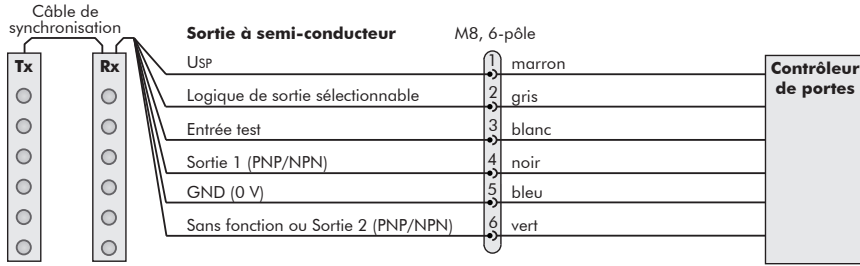 Câble de
synchronisation
Sortie à semi-conducteur
M8, 6-pôle
Tx
Rx
USP
1
marron
Contrôleur
de portes
Logique de sortie sélectionnable
2
gris
Entrée test
3
blanc
Sortie 1 (PNP/NPN)
4
noir
GND (0 V)
5
bleu
Sans fonction ou Sortie 2 (PNP/NPN)
6
vert